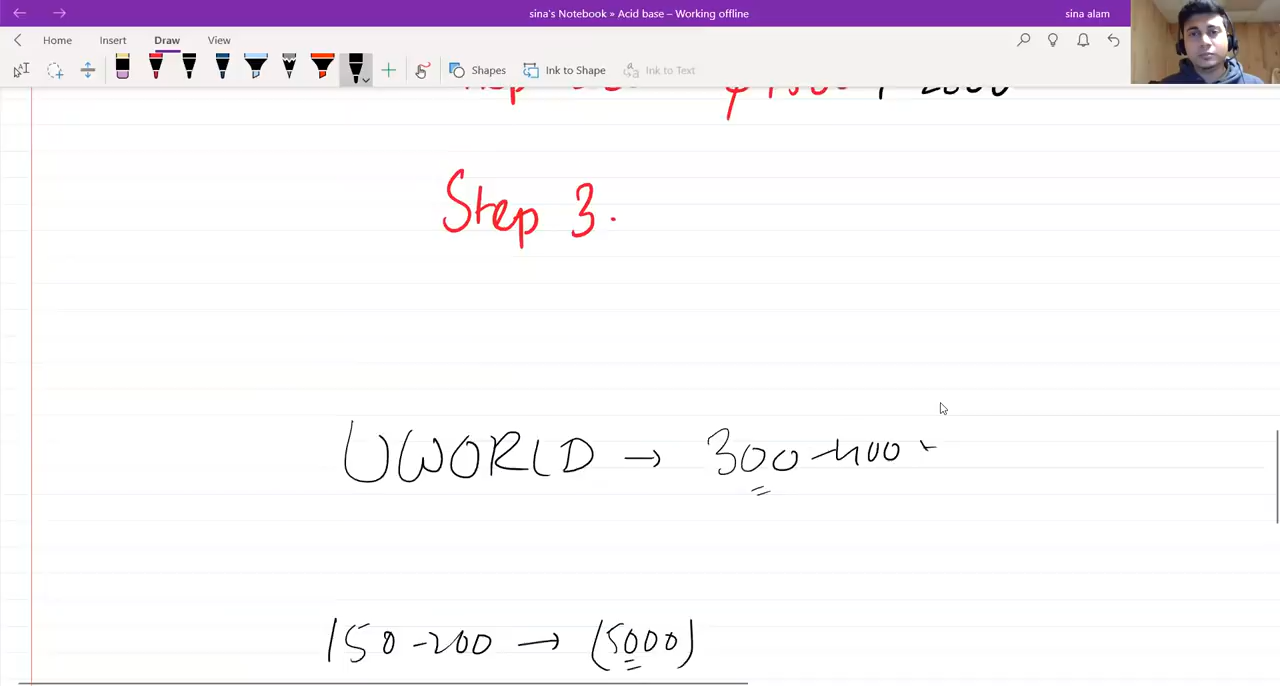 sina's Notebook » Acid base – Working offline
sina alam
Home Insert Draw View
Shapes Ink to Shape Ink to Text
2000
Step 3.
UWORLD → 300-400
150-200 → (5000)